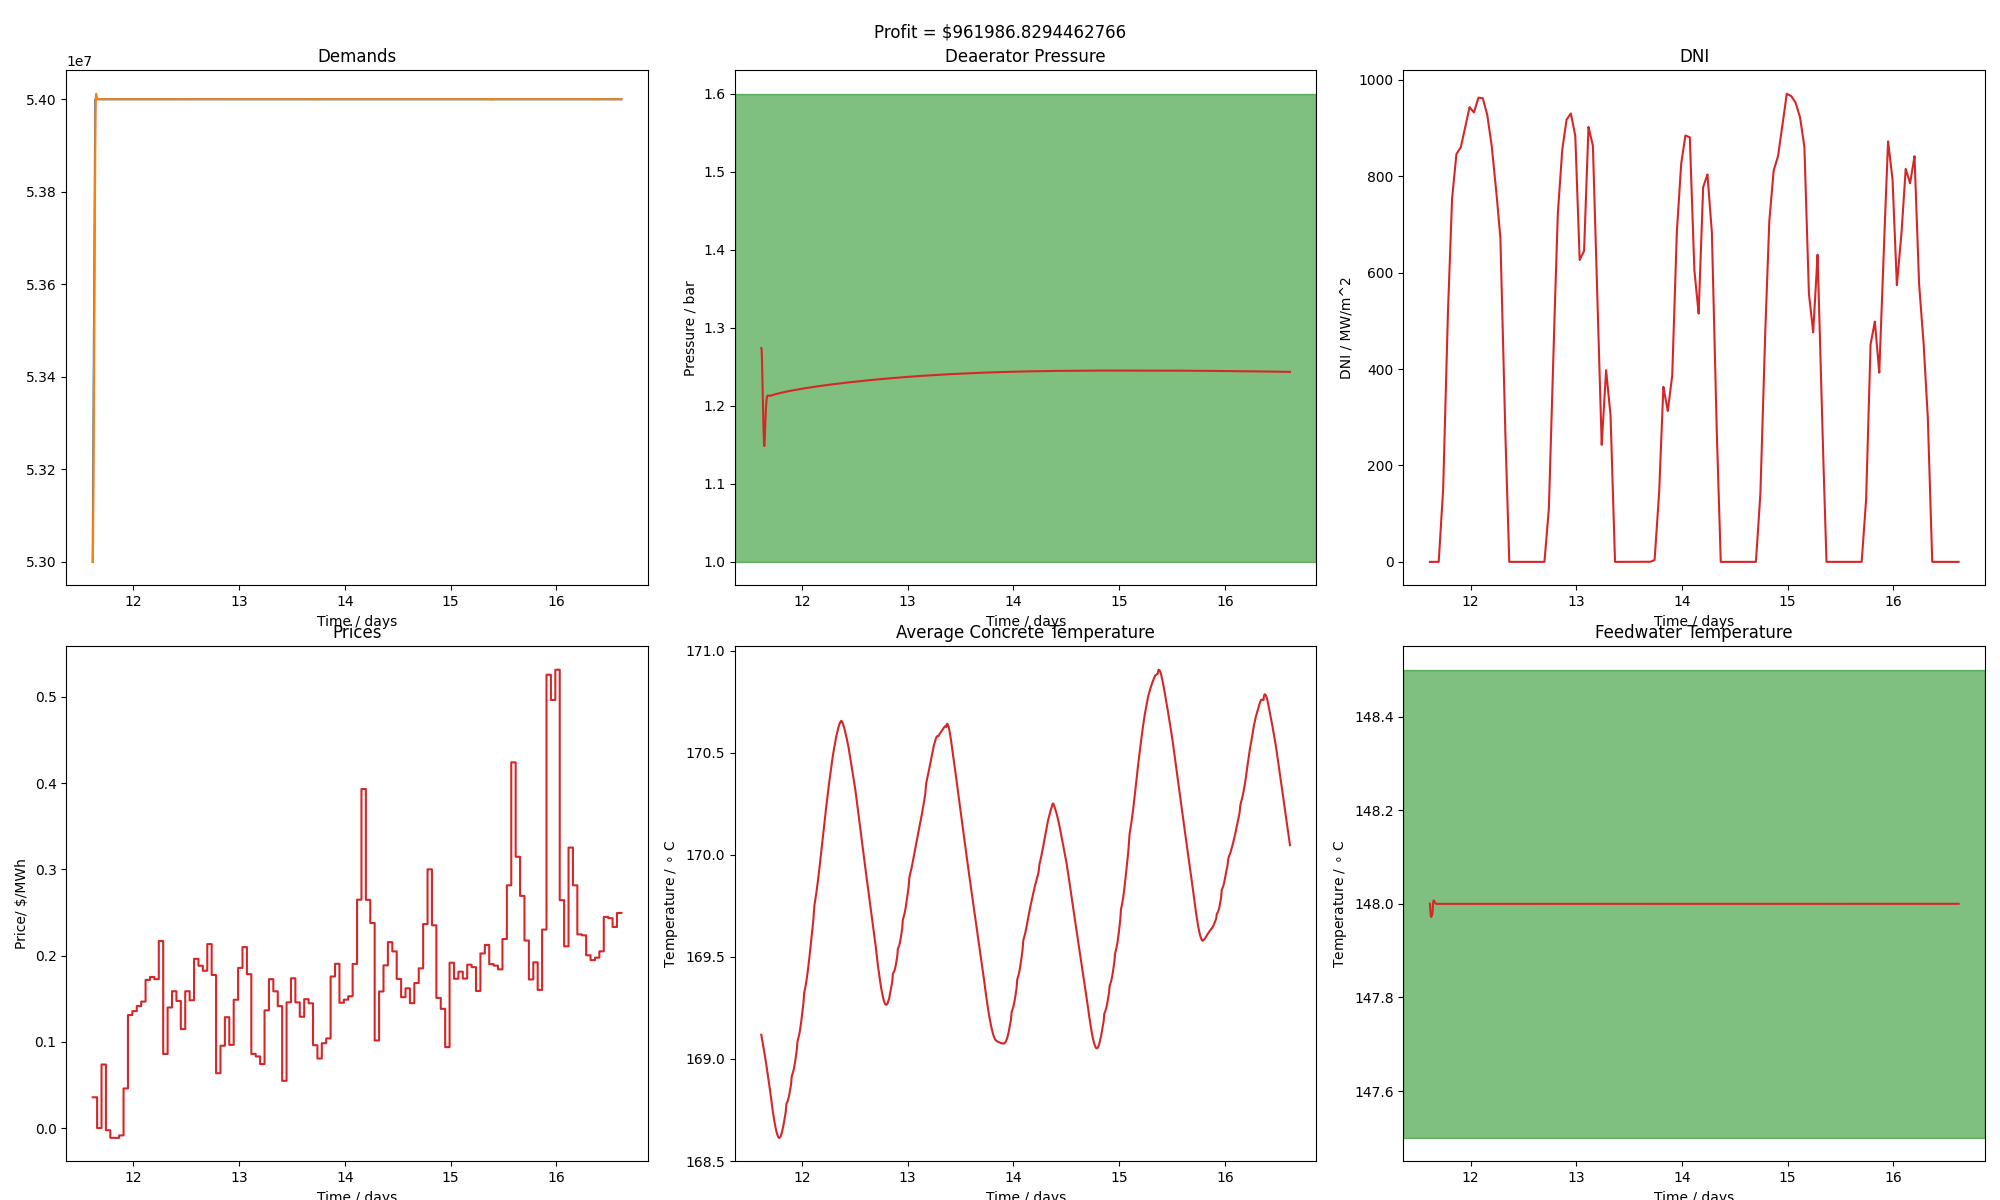 Profit = $961986.8294462766
Demands
1e7
5.40
5.38
5.36
5.34
5.32
5.30
12 13 14 15 16
Time / days
Deaerator Pressure
Pressure / bar
1.6
1.5
1.4
1.3
1.2
1.1
1.0
12 13 14 15 16
Time / days
DNI
DNI / MW/m^2
1000
800
600
400
200
0
12 13 14 15 16
Time / days
Prices
Price/ $/MWh
0.5
0.4
0.3
0.2
0.1
0.0
12 13 14 15 16
Time / days
Average Concrete Temperature
Temperature / ∘ C
171.0
170.5
170.0
169.5
169.0
168.5
12 13 14 15 16
Time / days
Feedwater Temperature
Temperature / ∘ C
148.4
148.2
148.0
147.8
147.6
12 13 14 15 16
Time / days